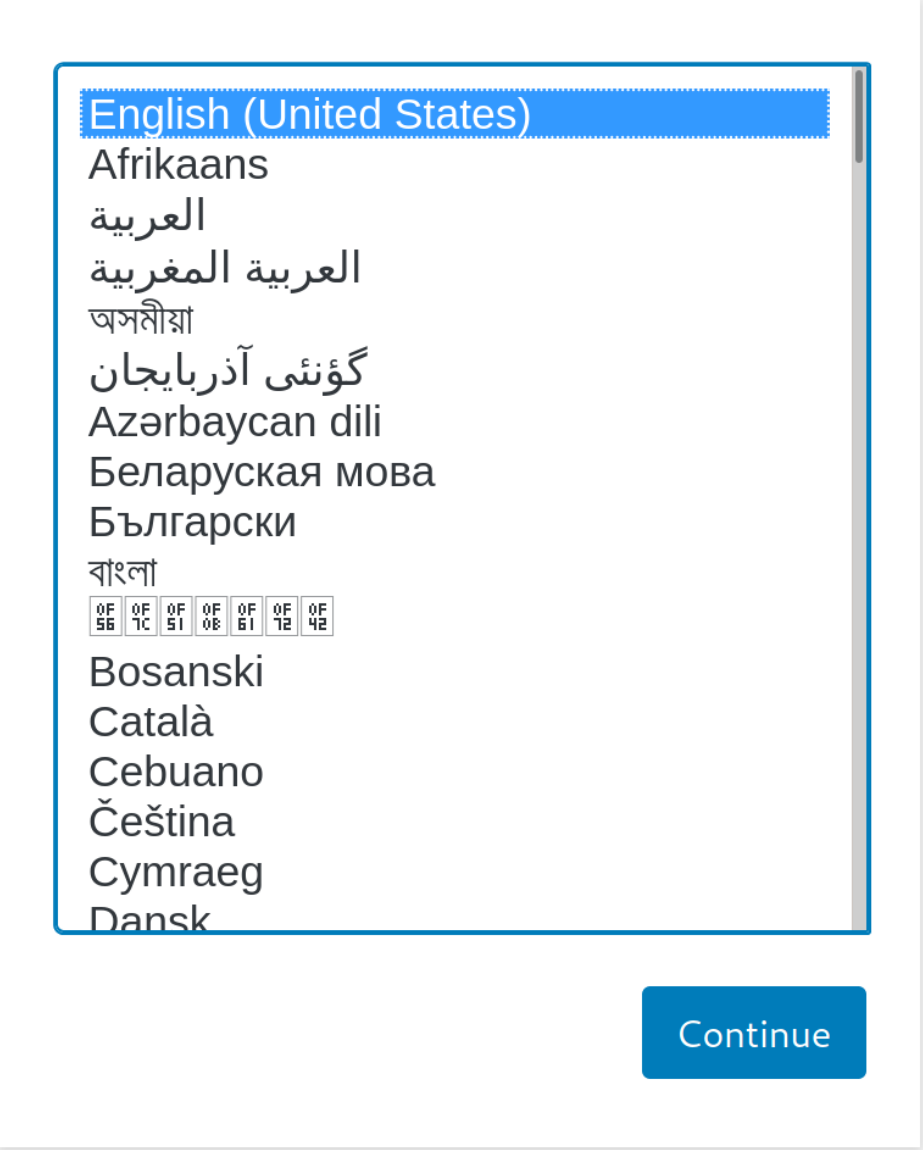 English (United States)
Afrikaans
العربية
العربية المغربية
অসমীয়া
گؤنئی آذربایجان
Azərbaycan dili
Беларуская мова
Български
বাংলা
བོད་ཡིག
Bosanski
Català
Cebuano
Čeština
Cymraeg
Dansk
Continue